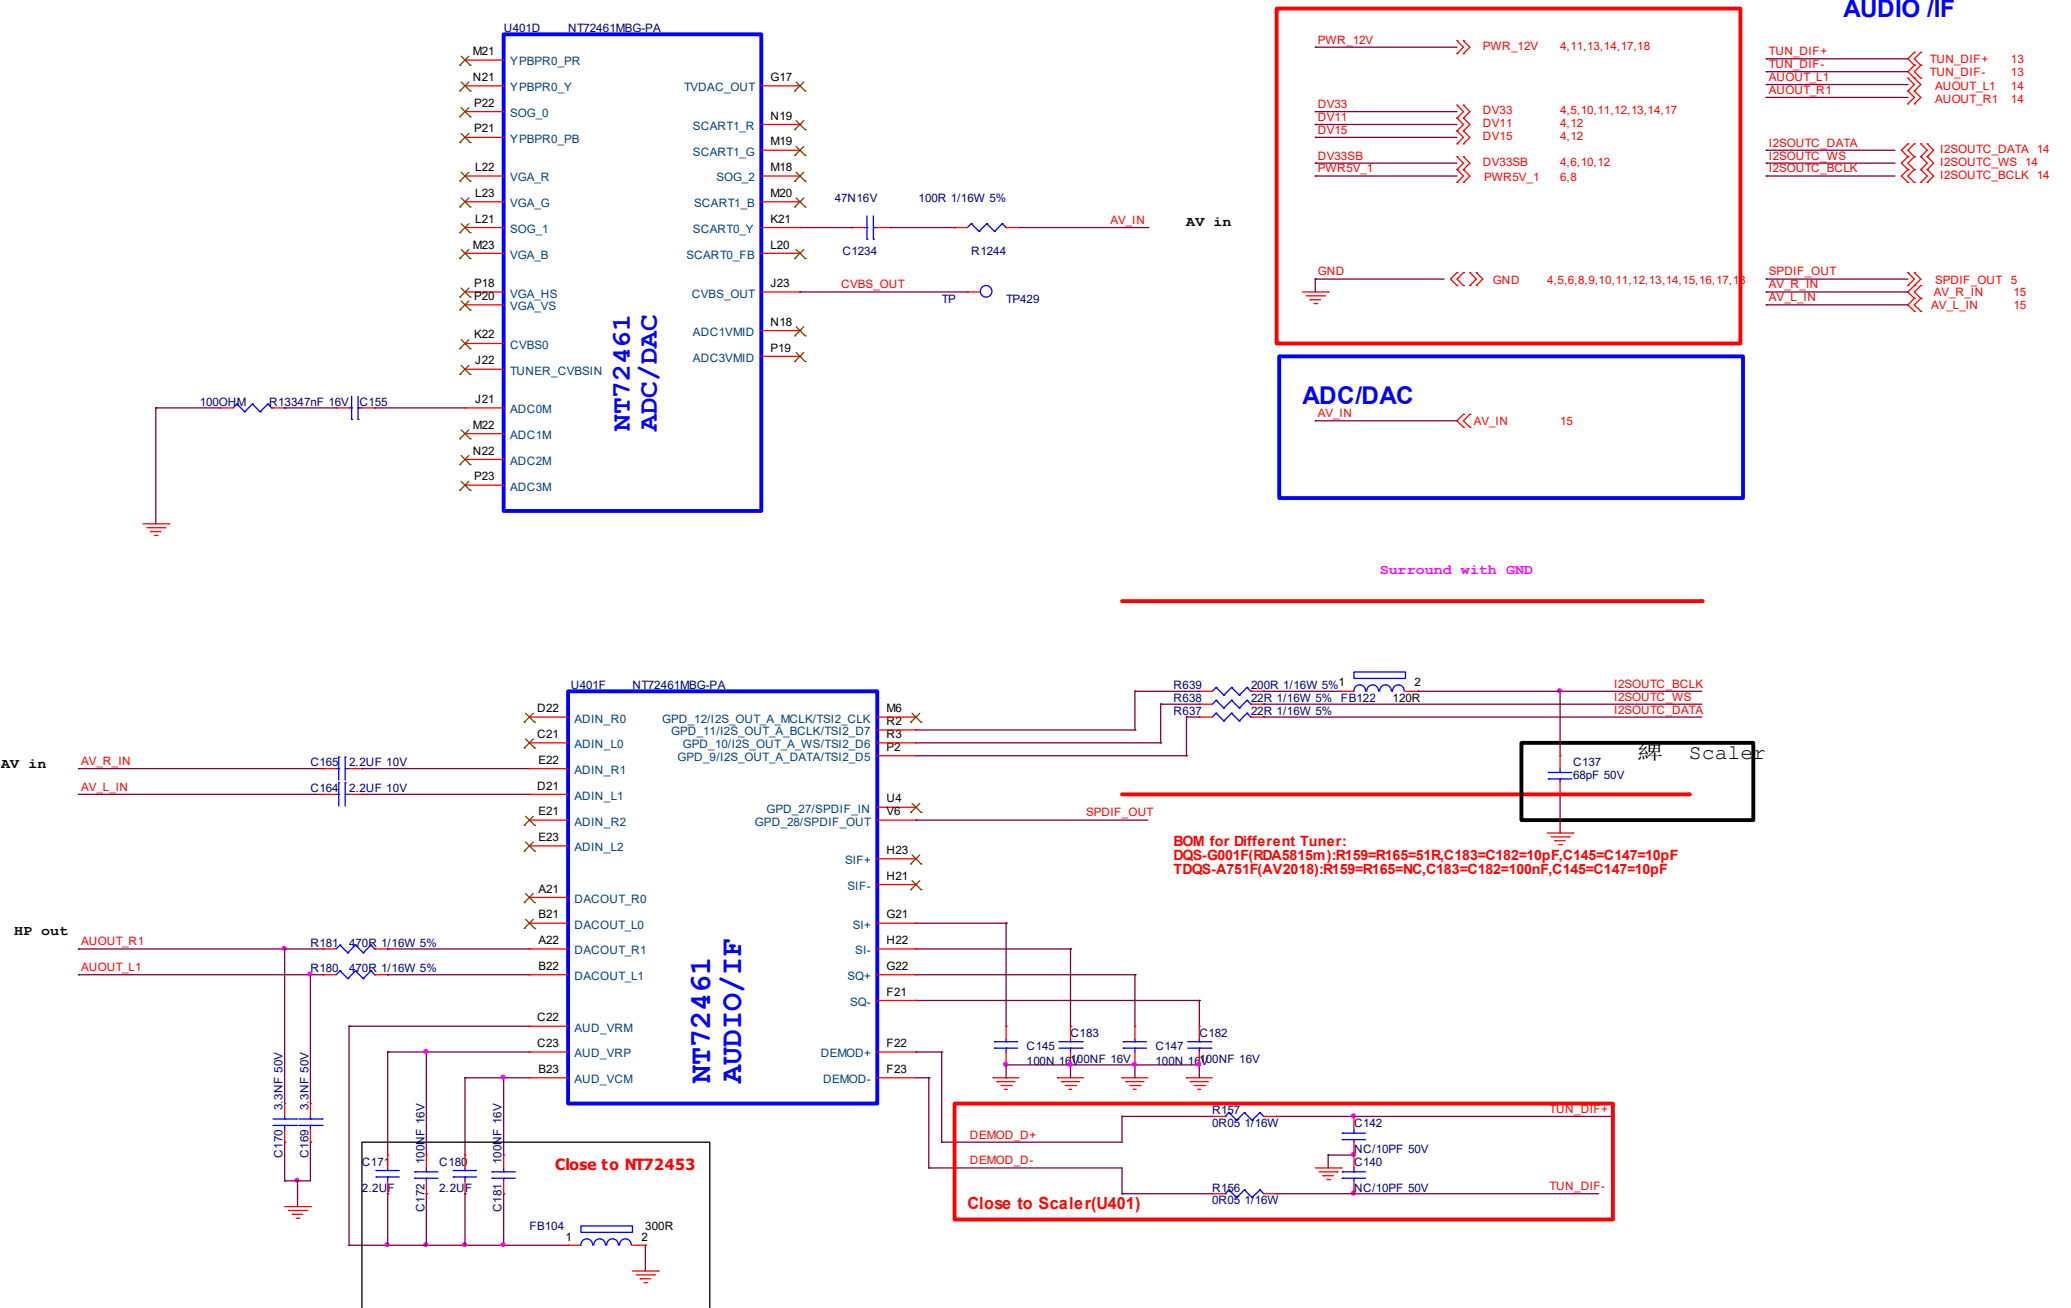 U401D NT72461MBG-PA
M21 YPBPR0_PR
N21 YPBPR0_Y
P22 SOG_0
P21 YPBPR0_PB
L22 VGA_R
L23 VGA_G
L21 SOG_1
M23 VGA_B
P18 VGA_HS
P20 VGA_VS
K22 CVBS0
J22 TUNER_CVBSIN
100OHM R133 47nF 16V C155 J21 ADC0M
M22 ADC1M
N22 ADC2M
P23 ADC3M
NT72461
ADC/DAC
TVDAC_OUT G17
SCART1_R N19
SCART1_G M19
SOG_2 M18
SCART1_B M20
SCART0_Y K21
SCART0_FB L20
CVBS_OUT J23 CVBS_OUT TP TP429
ADC1VMID N18
ADC3VMID P19
47N16V 100R 1/16W 5%
C1234 R1244
AV_IN AV in
PWR_12V PWR_12V 4,11,13,14,17,18
DV33 DV33 4,5,10,11,12,13,14,17
DV11 DV11 4,12
DV15 DV15 4,12
DV33SB DV33SB 4,6,10,12
PWR5V_1 PWR5V_1 6,8
GND GND 4,5,6,8,9,10,11,12,13,14,15,16,17,18
ADC/DAC
AV_IN AV_IN 15
AUDIO /IF
TUN_DIF+ TUN_DIF+ 13
TUN_DIF- TUN_DIF- 13
AUOUT_L1 AUOUT_L1 14
AUOUT_R1 AUOUT_R1 14
I2SOUTC_DATA I2SOUTC_DATA 14
I2SOUTC_WS I2SOUTC_WS 14
I2SOUTC_BCLK I2SOUTC_BCLK 14
SPDIF_OUT SPDIF_OUT 5
AV_R_IN AV_R_IN 15
AV_L_IN AV_L_IN 15
Surround with GND
U401F NT72461MBG-PA
D22 ADIN_R0
C21 ADIN_L0
AV in AV_R_IN C165 2.2UF 10V E22 ADIN_R1
AV_L_IN C164 2.2UF 10V D21 ADIN_L1
E21 ADIN_R2
E23 ADIN_L2
A21 DACOUT_R0
B21 DACOUT_L0
HP out AUOUT_R1 R181 470R 1/16W 5% A22 DACOUT_R1
AUOUT_L1 R180 470R 1/16W 5% B22 DACOUT_L1
C22 AUD_VRM
C23 AUD_VRP
B23 AUD_VCM
NT72461
AUDIO/IF
GPD_12/I2S_OUT_A_MCLK/TSI2_CLK M6
GPD_11/I2S_OUT_A_BCLK/TSI2_D7 R2
GPD_10/I2S_OUT_A_WS/TSI2_D6 R3
GPD_9/I2S_OUT_A_DATA/TSI2_D5 P2
GPD_27/SPDIF_IN U4
GPD_28/SPDIF_OUT V6 SPDIF_OUT
SIF+ H23
SIF- H21
SI+ G21
SI- H22
SQ+ G22
SQ- F21
DEMOD+ F22
DEMOD- F23
R639 200R 1/16W 5% 1 2 I2SOUTC_BCLK
R638 22R 1/16W 5% FB122 120R I2SOUTC_WS
R637 22R 1/16W 5% I2SOUTC_DATA
綥 Scaler
C137
68pF 50V
BOM for Different Tuner:
DQS-G001F(RDA5815m):R159=R165=51R,C183=C182=10pF,C145=C147=10pF
TDQS-A751F(AV2018):R159=R165=NC,C183=C182=100nF,C145=C147=10pF
C145 C183 C147 C182
100N 16V 100NF 16V 100N 16V 100NF 16V
C170 3.3NF 50V
C169 3.3NF 50V
C171 2.2UF
C172 100NF 16V
C180 2.2UF
C181 100NF 16V
Close to NT72453
FB104 300R
1 2
DEMOD_D+ R157 0R05 1/16W TUN_DIF+
C142
NC/10PF 50V
C140
NC/10PF 50V
DEMOD_D- R156 0R05 1/16W TUN_DIF-
Close to Scaler(U401)